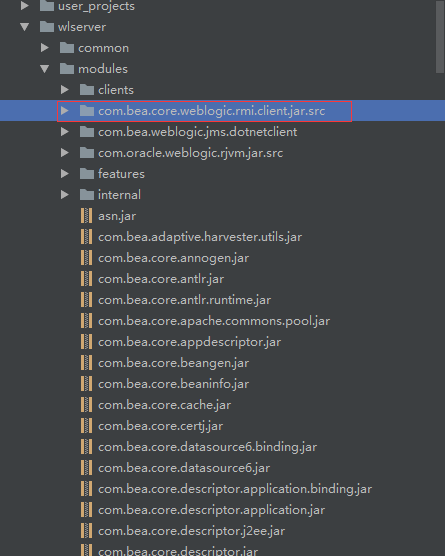 user_projects
wlserver
common
modules
clients
com.bea.core.weblogic.rmi.client.jar.src
com.bea.weblogic.jms.dotnetclient
com.oracle.weblogic.rjvm.jar.src
features
internal
asn.jar
com.bea.adaptive.harvester.utils.jar
com.bea.core.annogen.jar
com.bea.core.antlr.jar
com.bea.core.antlr.runtime.jar
com.bea.core.apache.commons.pool.jar
com.bea.core.appdescriptor.jar
com.bea.core.beangen.jar
com.bea.core.beaninfo.jar
com.bea.core.cache.jar
com.bea.core.certj.jar
com.bea.core.datasource6.binding.jar
com.bea.core.datasource6.jar
com.bea.core.descriptor.application.binding.jar
com.bea.core.descriptor.application.jar
com.bea.core.descriptor.j2ee.jar
com.bea.core.descriptor.jar